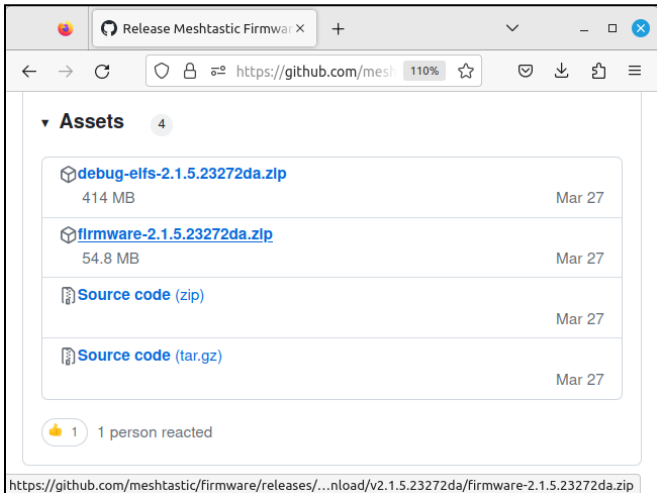 Release Meshtastic Firmwar
https://github.com/mesh 110%
Assets 4
debug-elfs-2.1.5.23272da.zip
414 MB Mar 27
firmware-2.1.5.23272da.zip
54.8 MB Mar 27
Source code (zip)
Mar 27
Source code (tar.gz)
Mar 27
1 1 person reacted
https://github.com/meshtastic/firmware/releases/…nload/v2.1.5.23272da/firmware-2.1.5.23272da.zip